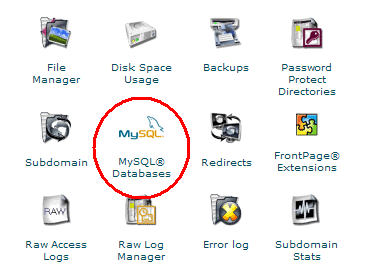 File
Manager
Disk Space
Usage
Backups
Password
Protect
Directories
Subdomain
MySQL
MySQL®
Databases
Redirects
FrontPage®
Extensions
RAW
Raw Access
Logs
Raw Log
Manager
Error log
Subdomain
Stats